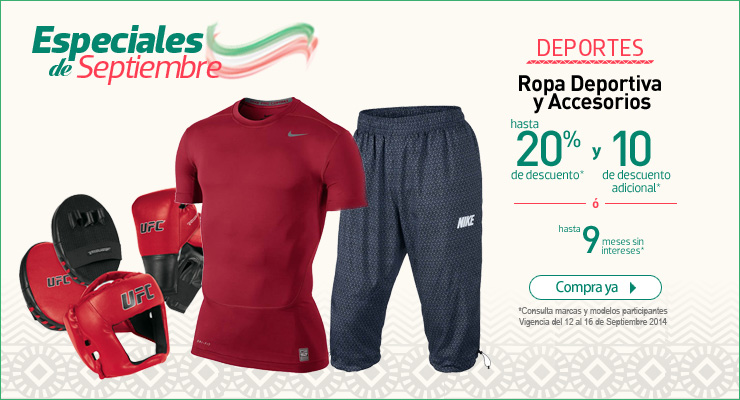 Especiales
de Septiembre
DEPORTES
Ropa Deportiva
y Accesorios
hasta
20% y 10
de descuento* de descuento
adicional*
ó
hasta 9 meses sin
intereses*
Compra ya
*Consulta marcas y modelos participantes
Vigencia del 12 al 16 de Septiembre 2014
UFC
UFC
NIKE